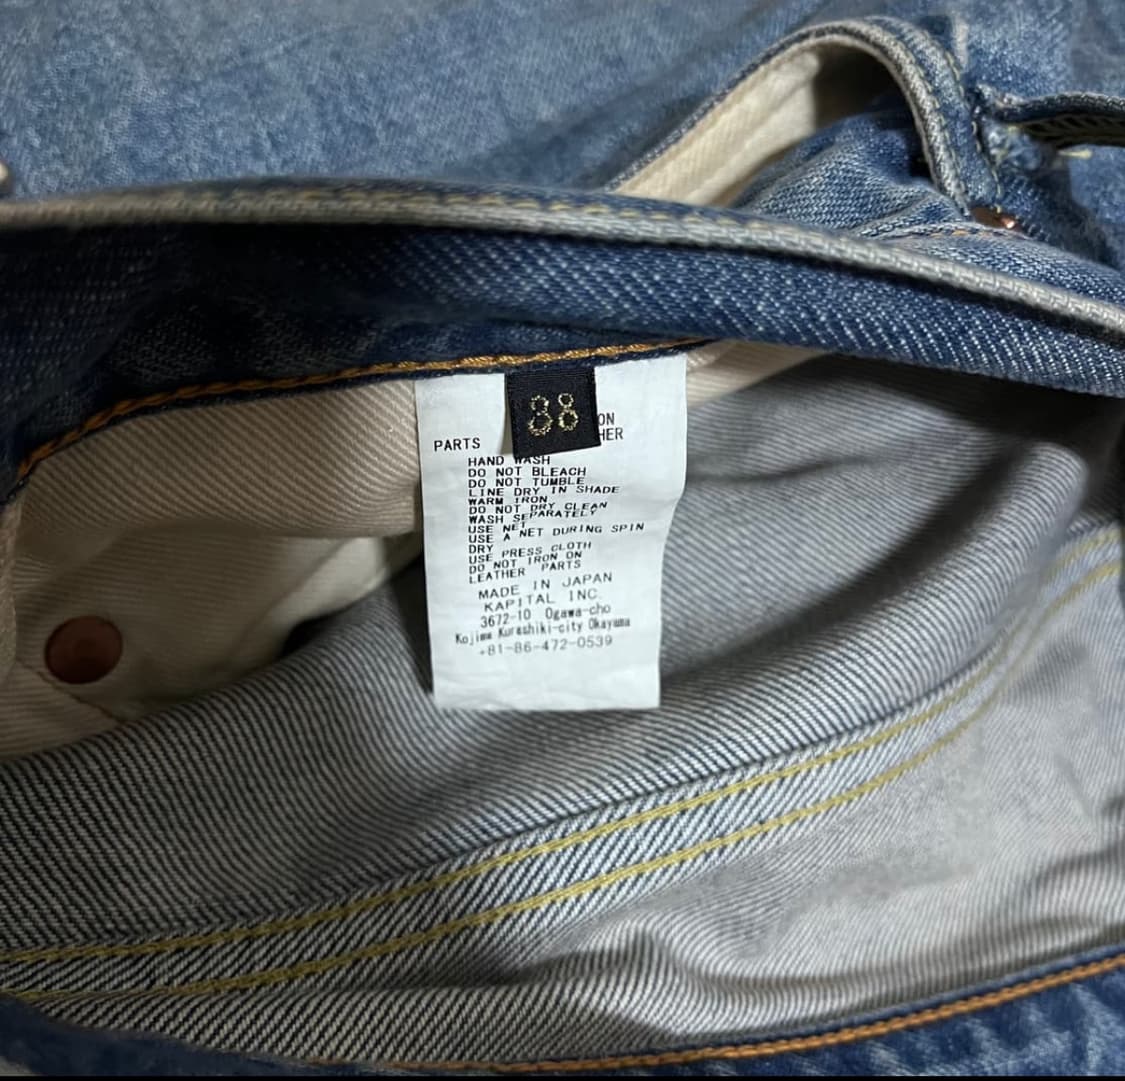 38
ON
PARTS HER
HAND WASH
DO NOT BLEACH
DO NOT TUMBLE
LINE DRY IN SHADE
WARM IRON
DO NOT DRY CLEAN
WASH SEPARATELY
USE NET
USE A NET DURING SPIN
DRY
USE PRESS CLOTH
DO NOT IRON ON
LEATHER PARTS
MADE IN JAPAN
KAPITAL INC.
3672-10 Ogawa-cho
Kojima Kurashiki-city Okayama
+81-86-472-0539